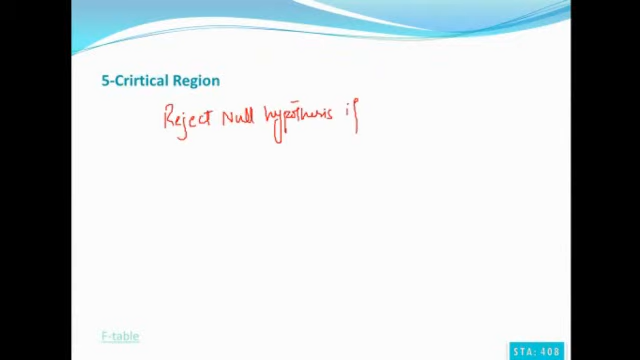 5-Crirtical Region
Reject Null hypothesis if
F-table
STA: 408